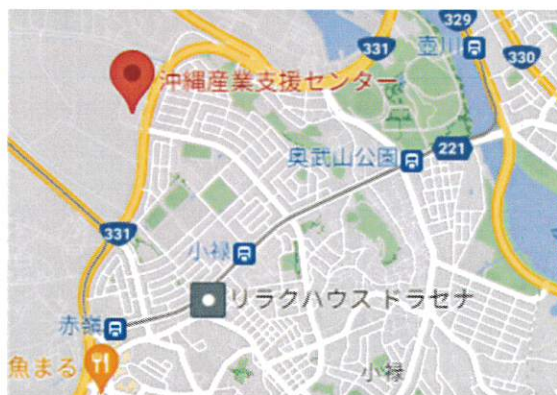 329
331
壺川
330
沖縄産業支援センター
221
奥武山公園
331
小禄
リラクハウス ドラセナ
赤嶺
魚まる
小禄